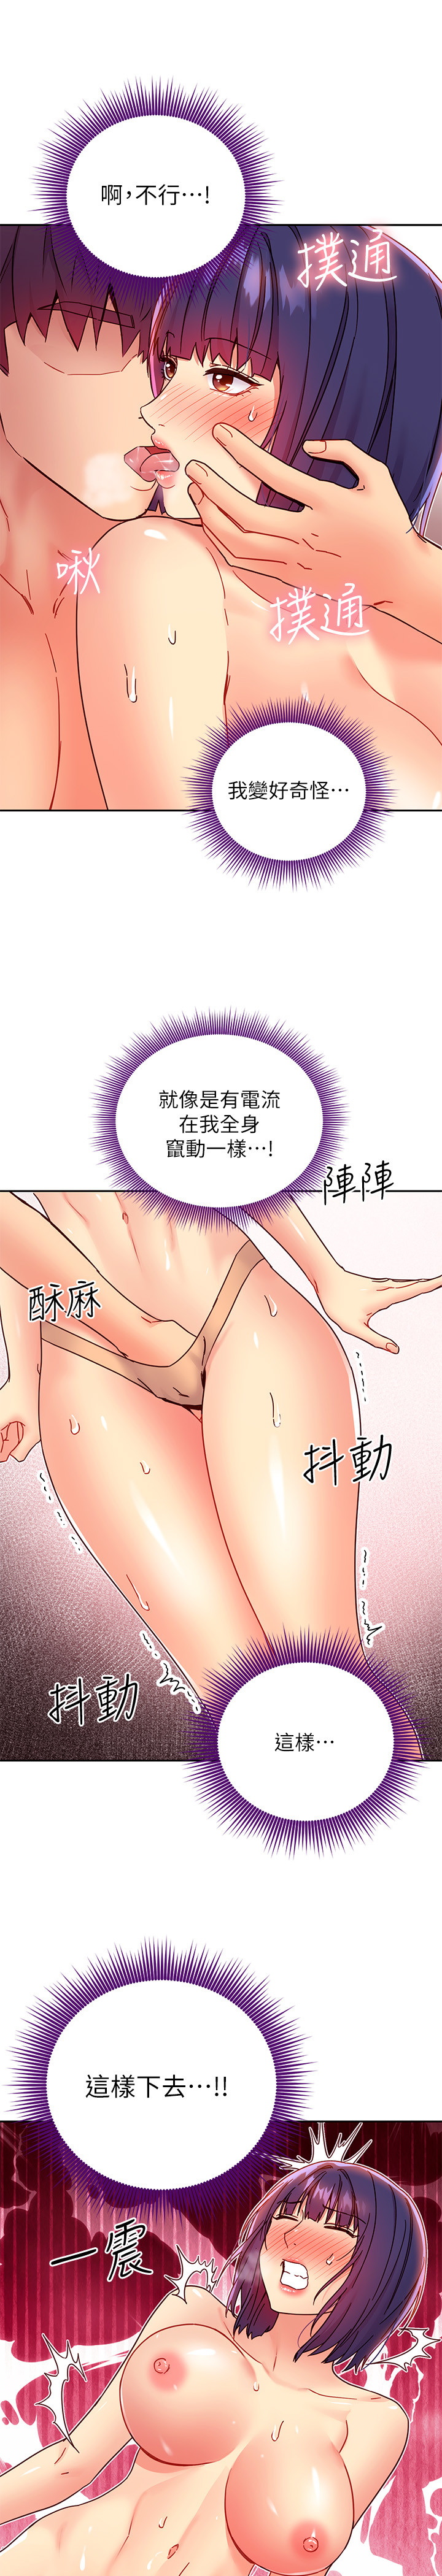 啊,不行⋯!
撲通
啾
撲通
我變好奇怪⋯
就像是有電流
在我全身
竄動一樣⋯!
陣陣
酥麻
抖動
抖動
這樣⋯
這樣下去⋯!!
一震